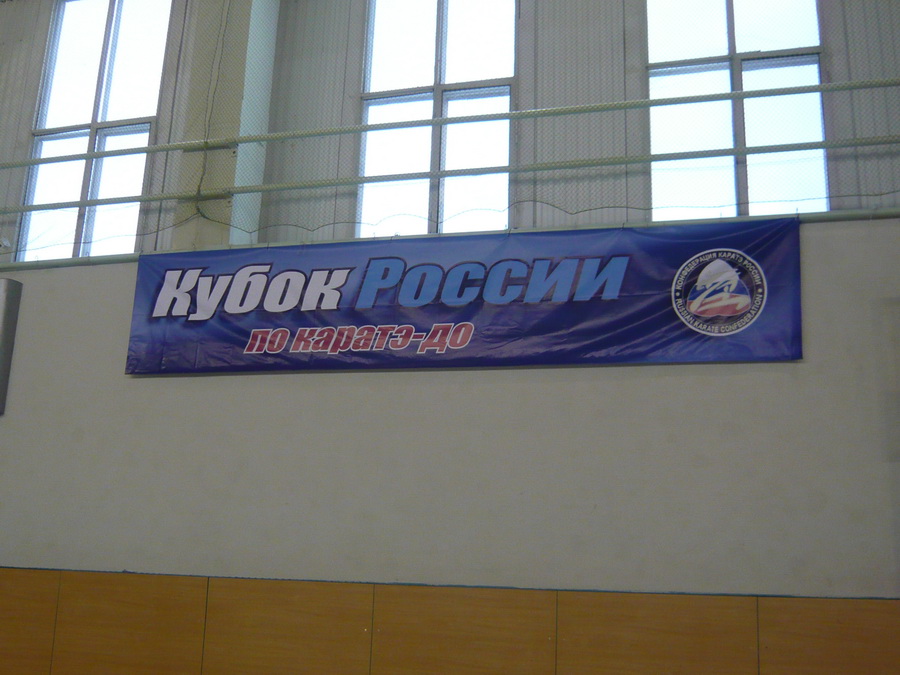 Кубок России
по каратэ-до
КОНФЕДЕРАЦИЯ КАРАТЭ РОССИИ
RUSSIAN KARATE CONFEDERATION